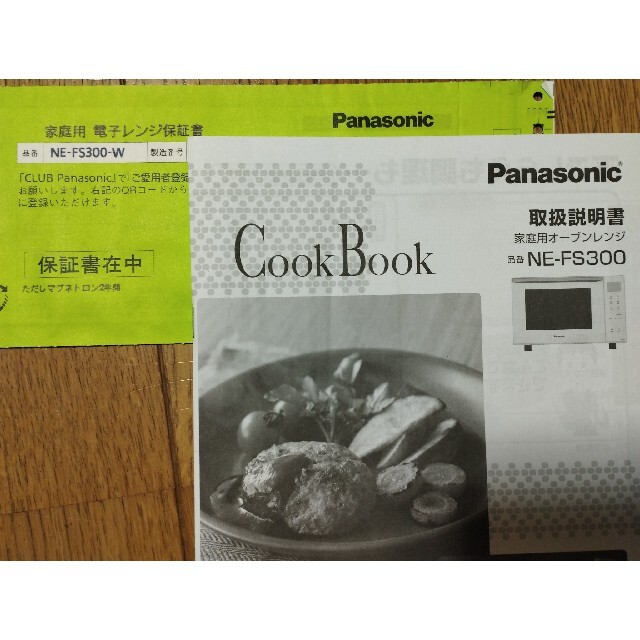 家庭用 電子レンジ保証書
Panasonic
品番 NE-FS300-W 製造番号
「CLUB Panasonic」で「ご愛用者登録
お願いします。右記のQRコードから
に登録いただけます。
保証書在中
ただしマグネトロン2年間
Panasonic
取扱説明書
家庭用オーブンレンジ
品番 NE-FS300
CookBook